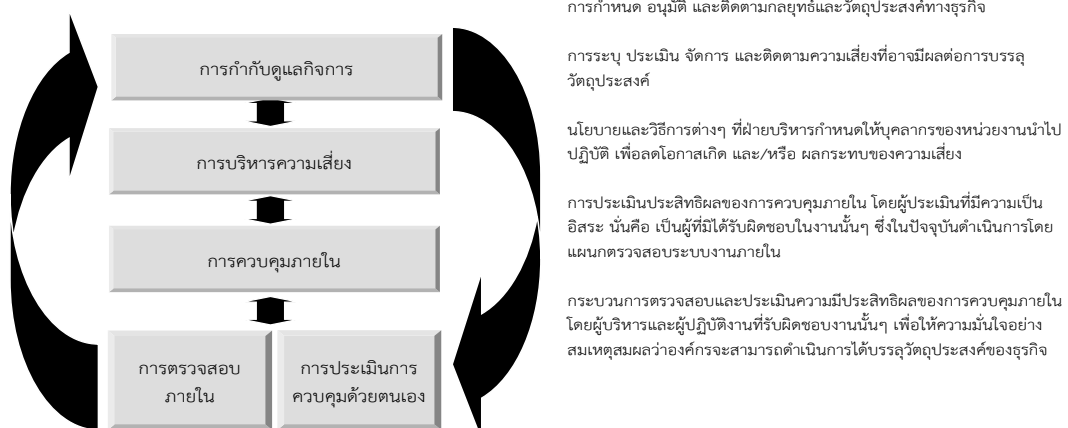 การกำกับดูแลกิจการ
การบริหารความเสี่ยง
การควบคุมภายใน
การตรวจสอบ
ภายใน
การประเมินการ
ควบคุมด้วยตนเอง
การกำหนด อนุมัติ และติดตามกลยุทธ์และวัตถุประสงค์ทางธุรกิจ
การระบุ ประเมิน จัดการ และติดตามความเสี่ยงที่อาจมีผลต่อการบรรลุ
วัตถุประสงค์
นโยบายและวิธีการต่างๆ ที่ฝ่ายบริหารกำหนดให้บุคลากรของหน่วยงานนำไป
ปฏิบัติ เพื่อลดโอกาสเกิด และ/หรือ ผลกระทบของความเสี่ยง
การประเมินประสิทธิผลของการควบคุมภายใน โดยผู้ประเมินที่มีความเป็น
อิสระ นั่นคือ เป็นผู้ที่มิได้รับผิดชอบในงานนั้นๆ ซึ่งในปัจจุบันดำเนินการโดย
แผนกตรวจสอบระบบงานภายใน
กระบวนการตรวจสอบและประเมินความมีประสิทธิผลของการควบคุมภายใน
โดยผู้บริหารและผู้ปฏิบัติงานที่รับผิดชอบงานนั้นๆ เพื่อให้ความมั่นใจอย่าง
สมเหตุสมผลว่าองค์กรจะสามารถดำเนินการได้บรรลุวัตถุประสงค์ของธุรกิจ